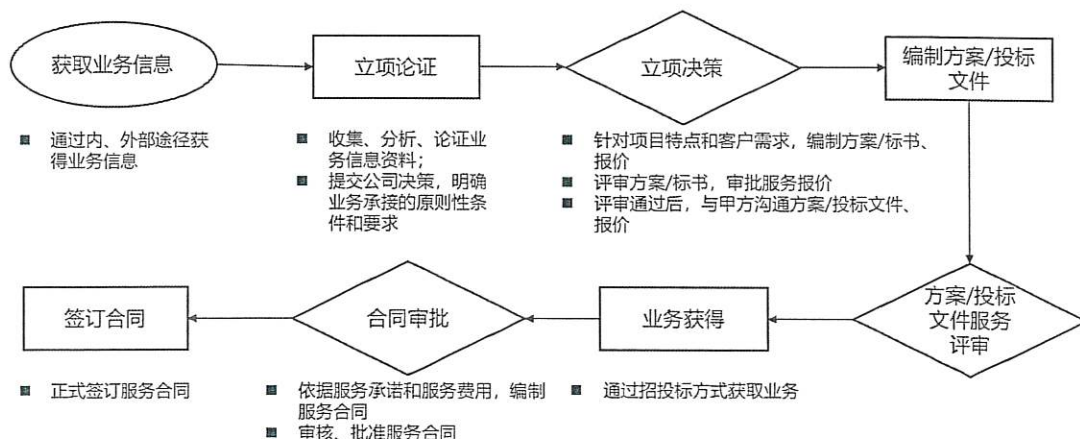 获取业务信息
立项论证
立项决策
编制方案/投标
文件
■ 通过内、外部途径获
得业务信息
■ 收集、分析、论证业
务信息资料；
■ 提交公司决策，明确
业务承接的原则性条
件和要求
■ 针对项目特点和客户需求，编制方案/标书、
报价
■ 评审方案/标书，审批服务报价
■ 评审通过后，与甲方沟通方案/投标文件、
报价
签订合同
合同审批
业务获得
方案/投标
文件服务
评审
■ 正式签订服务合同
■ 依据服务承诺和服务费用，编制
服务合同
■ 审核、批准服务合同
■ 通过招投标方式获取业务